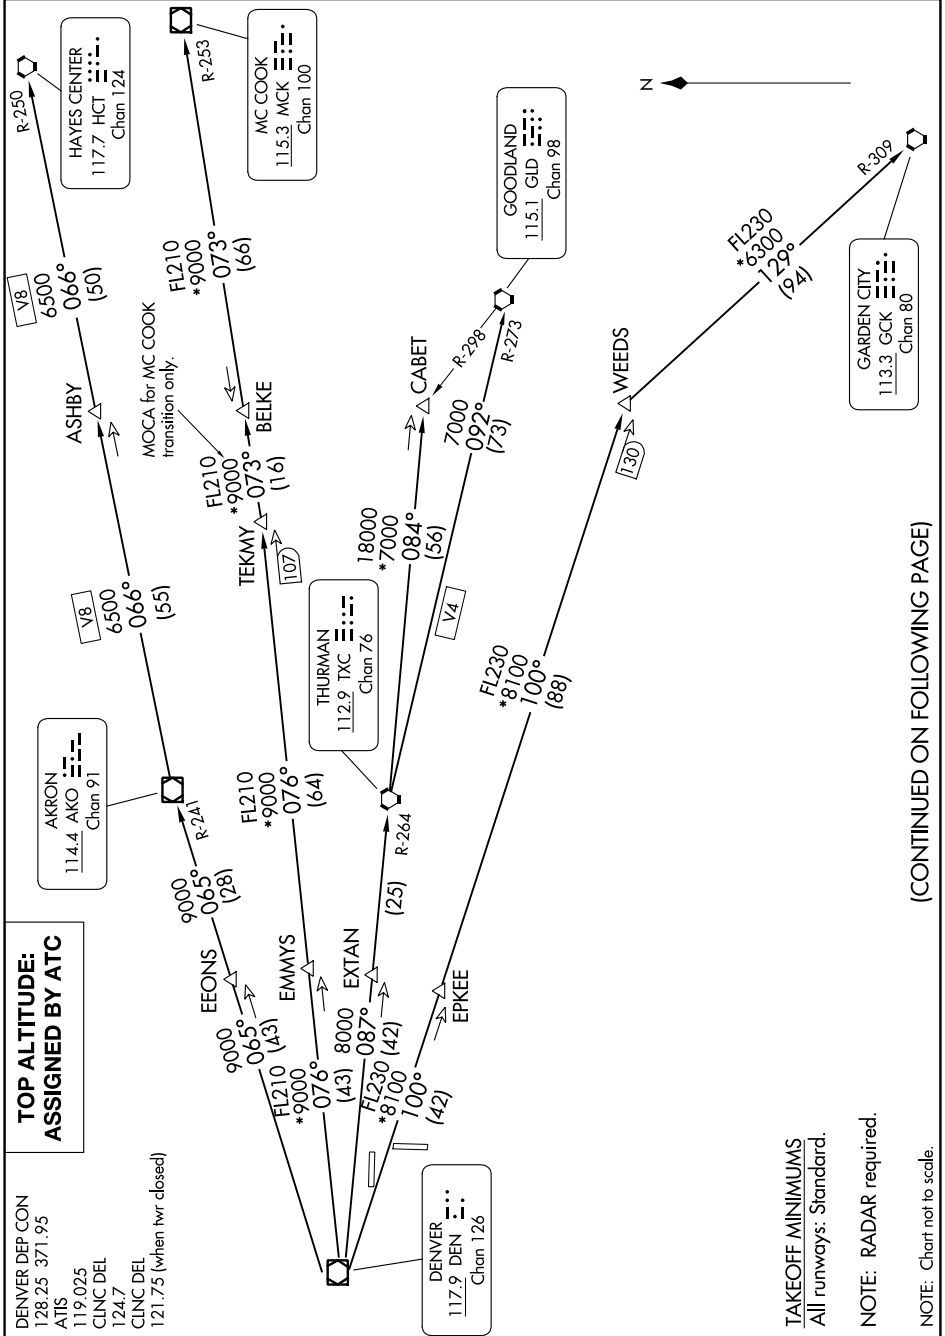 DENVER DEP CON
128.25 371.95
ATIS
119.025
CLNC DEL
124.7
CLNC DEL
121.75 (when twr closed)
TOP ALTITUDE:
ASSIGNED BY ATC
AKRON
114.4 AKO
Chan 91
HAYES CENTER
117.7 HCT
Chan 124
R-250
V8
6500
066°
(50)
ASHBY
V8
6500
066°
(55)
R-241
9000
065°
(28)
EEONS
9000
065°
(43)
MC COOK
115.3 MCK
Chan 100
R-253
FL210
*9000
073°
(66)
MOCA for MC COOK
transition only.
BELKE
FL210
*9000
073°
(16)
TEKMY
107
FL210
*9000
076°
(64)
EMMYS
FL210
*9000
076°
(43)
THURMAN
112.9 TXC
Chan 76
GOODLAND
115.1 GLD
Chan 98
CABET
R-298
R-273
18000
*7000
084°
(56)
7000
092°
(73)
V4
R-264
(25)
EXTAN
8000
087°
(42)
WEEDS
130
FL230
*6300
129°
(94)
R-309
GARDEN CITY
113.3 GCK
Chan 80
FL230
*8100
100°
(88)
EPKEE
FL230
*8100
100°
(42)
DENVER
117.9 DEN
Chan 126
N
TAKEOFF MINIMUMS
All runways: Standard.
NOTE: RADAR required.
NOTE: Chart not to scale.
(CONTINUED ON FOLLOWING PAGE)